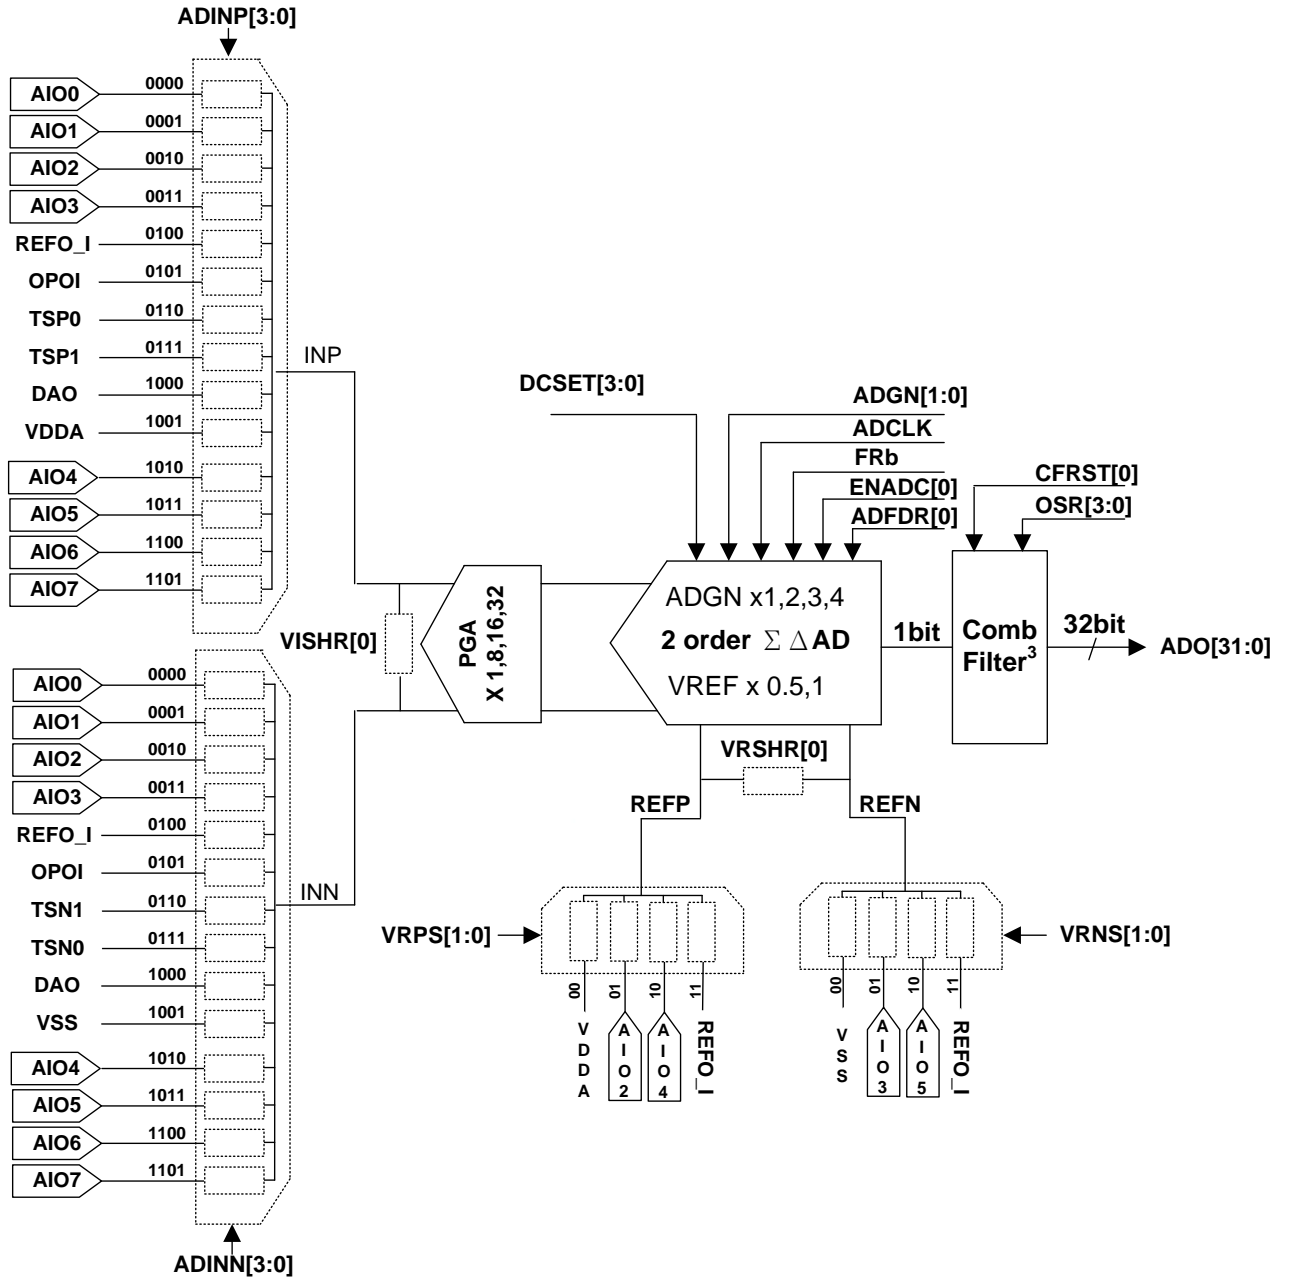 ADINP[3:0]
AIO0 0000
AIO1 0001
AIO2 0010
AIO3 0011
REFO_I 0100
OPOI 0101
TSP0 0110
TSP1 0111
DAO 1000
VDDA 1001
AIO4 1010
AIO5 1011
AIO6 1100
AIO7 1101
INP
DCSET[3:0]
ADGN[1:0]
ADCLK
FRb
ENADC[0]
ADFDR[0]
CFRST[0]
OSR[3:0]
VISHR[0]
PGA
X 1,8,16,32
ADGN x1,2,3,4
2 order Σ Δ AD
VREF x 0.5,1
1bit
Comb
Filter3
32bit
ADO[31:0]
AIO0 0000
AIO1 0001
AIO2 0010
AIO3 0011
REFO_I 0100
OPOI 0101
TSN1 0110
TSN0 0111
DAO 1000
VSS 1001
AIO4 1010
AIO5 1011
AIO6 1100
AIO7 1101
INN
ADINN[3:0]
VRSHR[0]
REFP
REFN
VRPS[1:0]
00 01 10 11
VDDA AIO2 AIO4 REFO_I
VRNS[1:0]
00 01 10 11
VSS AIO3 AIO5 REFO_I